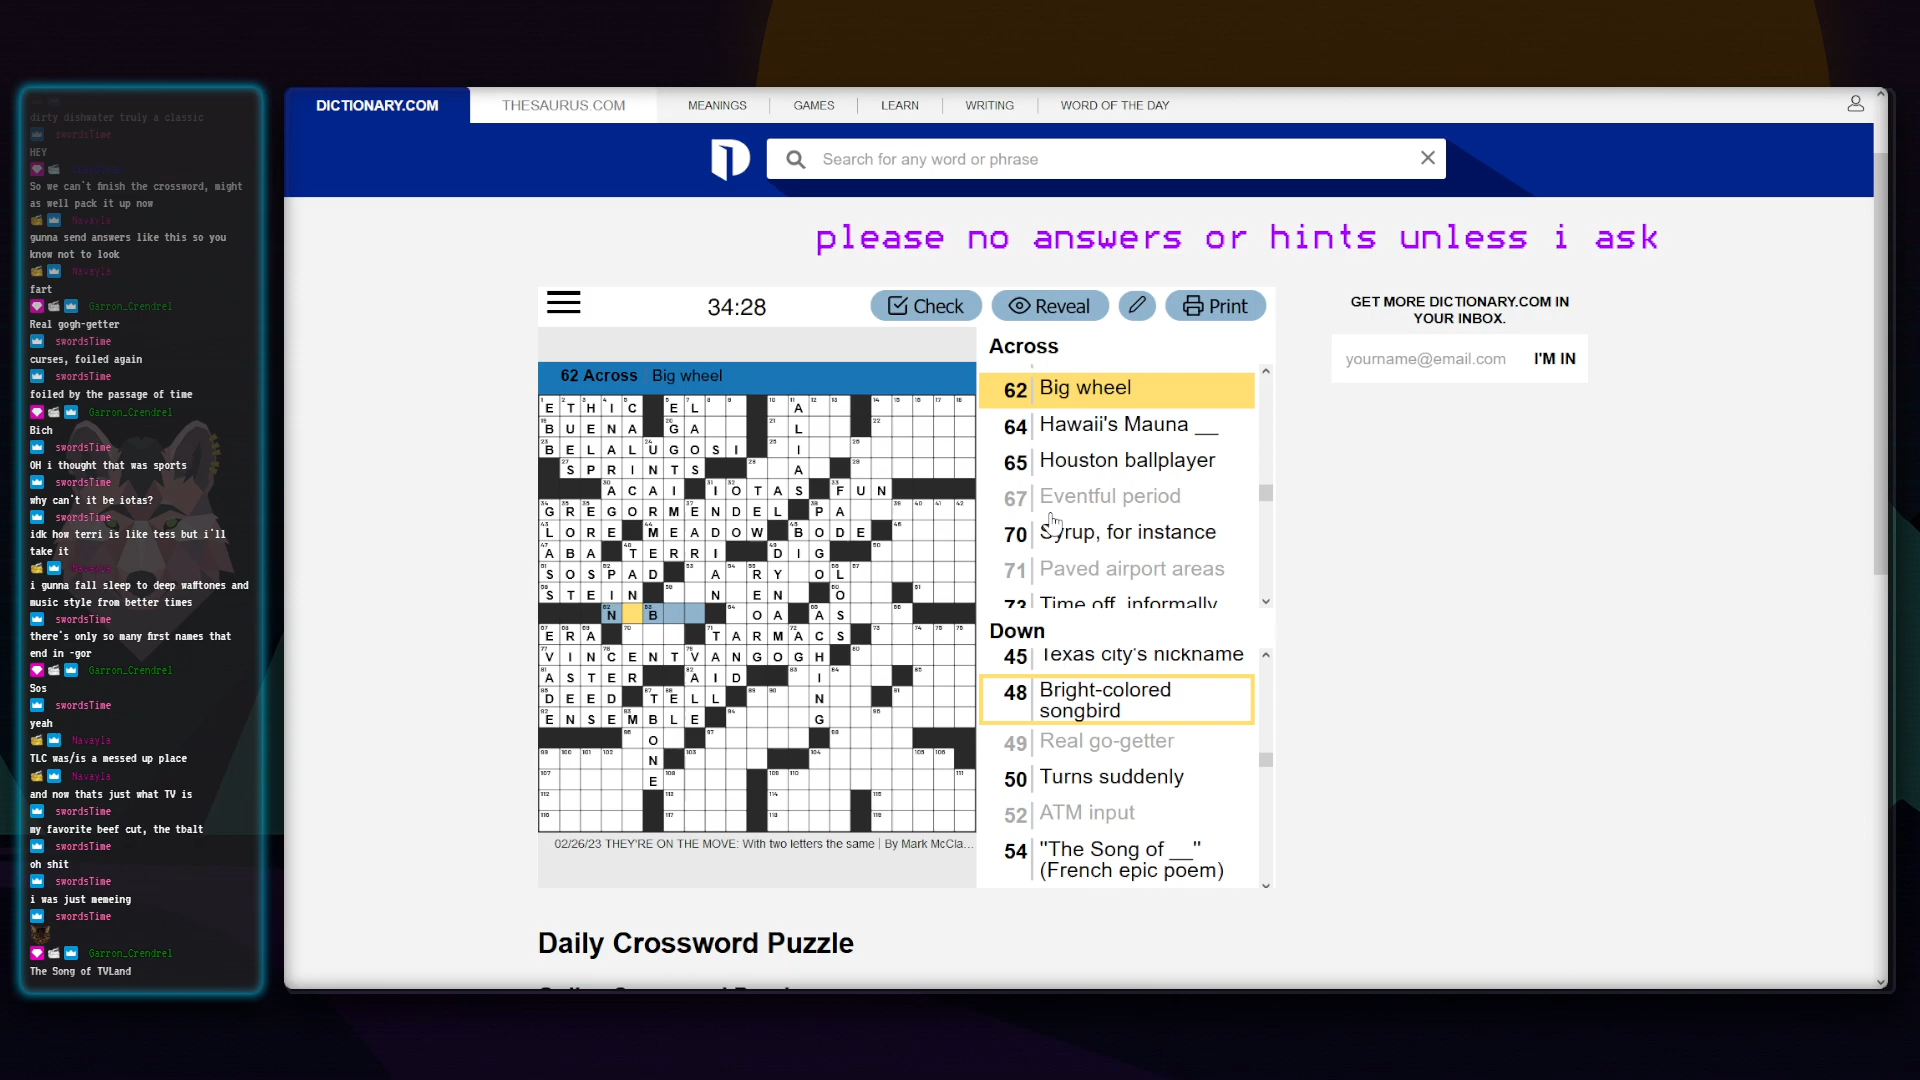 dirty dishwater truly a classic
swordsTime
HEY
So we can't finish the crossword, might
as well pack it up now
Navayla
gunna send answers like this so you
know not to look
Navayla
fart
Garron_Crendrel
Real gogh-getter
swordsTime
curses, foiled again
swordsTime
foiled by the passage of time
Garron_Crendrel
Bich
swordsTime
OH i thought that was sports
swordsTime
why can't it be iotas?
swordsTime
idk how terri is like tess but i'll
take it
Navayla
i gunna fall sleep to deep waftones and
music style from better times
swordsTime
there's only so many first names that
end in -gor
Garron_Crendrel
Sos
swordsTime
yeah
Navayla
TLC was/is a messed up place
Navayla
and now thats just what TV is
swordsTime
my favorite beef cut, the tbalt
swordsTime
oh shit
swordsTime
i was just memeing
swordsTime
Garron_Crendrel
The Song of TVLand
DICTIONARY.COM
THESAURUS.COM
MEANINGS
GAMES
LEARN
WRITING
WORD OF THE DAY
Search for any word or phrase
please no answers or hints unless i ask
34:28
Check
Reveal
Print
62 Across Big wheel
E T H I C E L A
B U E N A G A L
B E L A L U G O S I I
S P R I N T S A
A C A I I O T A S F U N
G R E G O R M E N D E L P A
L O R E M E A D O W B O D E
A B A T E R R I D I G
S O S P A D A R Y O L
S T E I N N E N O
N B O A S
E R A T A R M A C S
V I N C E N T V A N G O G H
A S T E R A I D I
D E E D T E L L N
E N S E M B L E G
O
N
E
02/26/23 THEY'RE ON THE MOVE: With two letters the same | By Mark McCla...
Across
62 Big wheel
64 Hawaii's Mauna __
65 Houston ballplayer
67 Eventful period
70 Syrup, for instance
71 Paved airport areas
73 Time off, informally
Down
45 Texas city's nickname
48 Bright-colored
songbird
49 Real go-getter
50 Turns suddenly
52 ATM input
54 "The Song of __"
(French epic poem)
GET MORE DICTIONARY.COM IN
YOUR INBOX.
yourname@email.com
I'M IN
Daily Crossword Puzzle